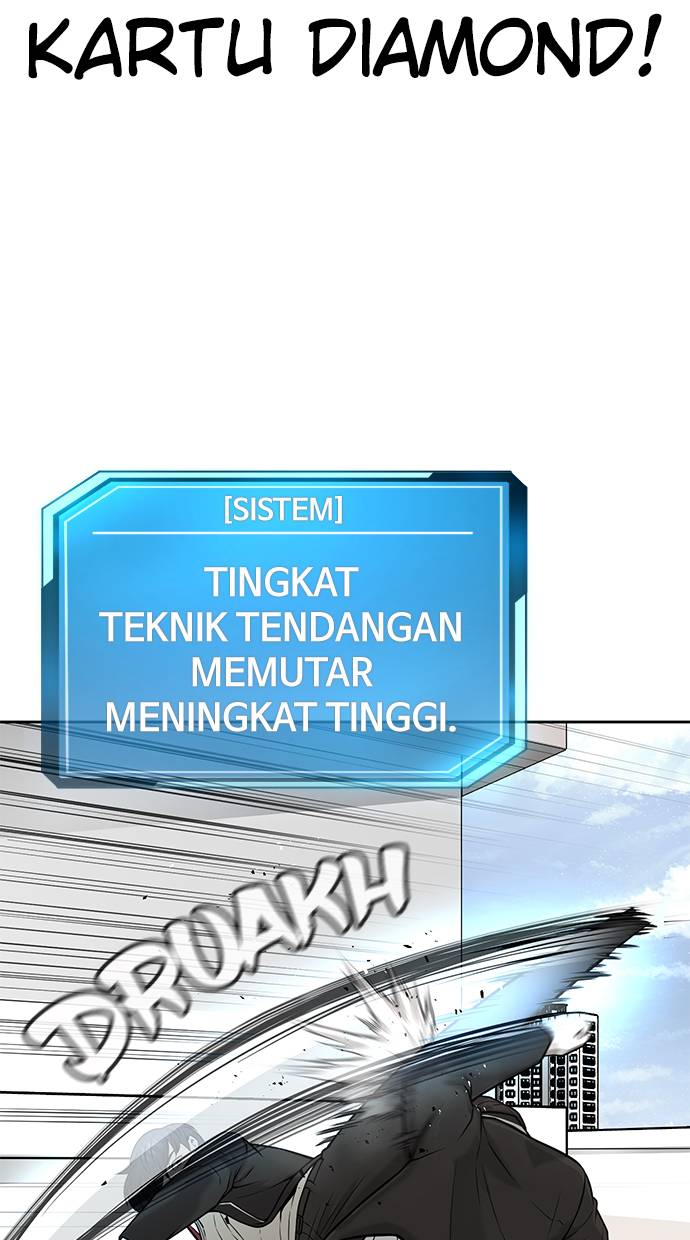 KARTU DIAMOND!
[SISTEM]
TINGKAT
TEKNIK TENDANGAN
MEMUTAR
MENINGKAT TINGGI.
DRUAKH